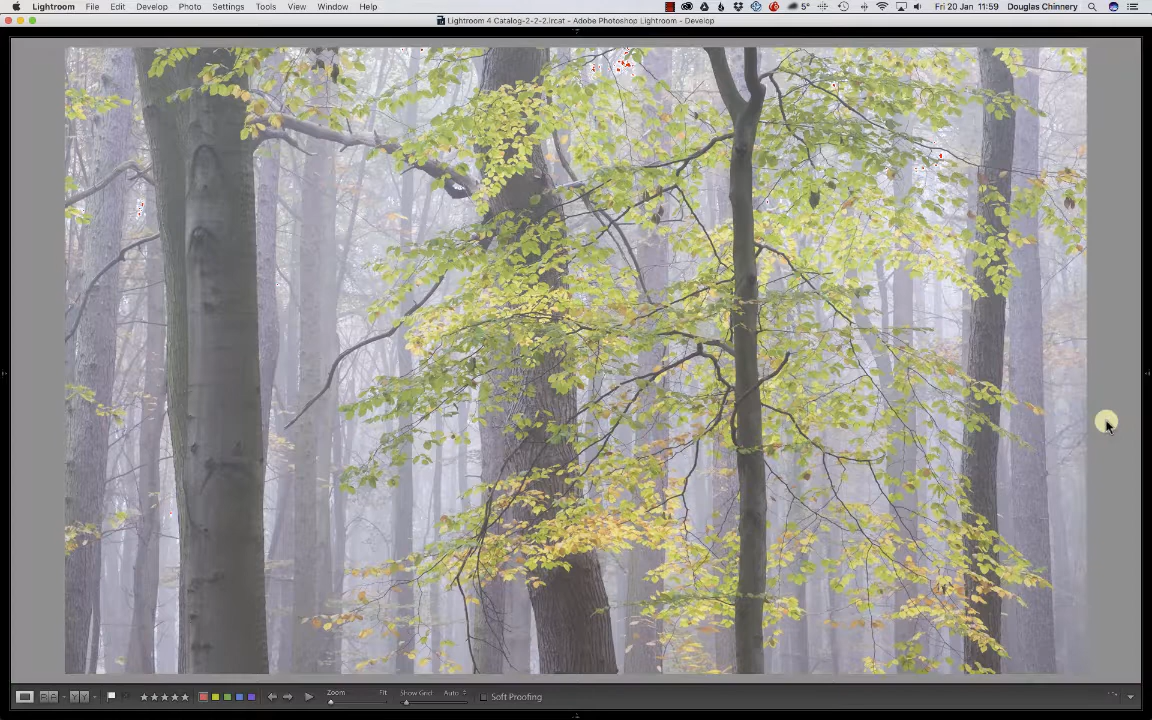 Lightroom File Edit Develop Photo Settings Tools View Window Help 5° Fri 20 Jan 11:59 Douglas Chinnery
Lightroom 4 Catalog-2-2-2.lrcat - Adobe Photoshop Lightroom - Develop
Zoom Fit Show Grid Auto Soft Proofing